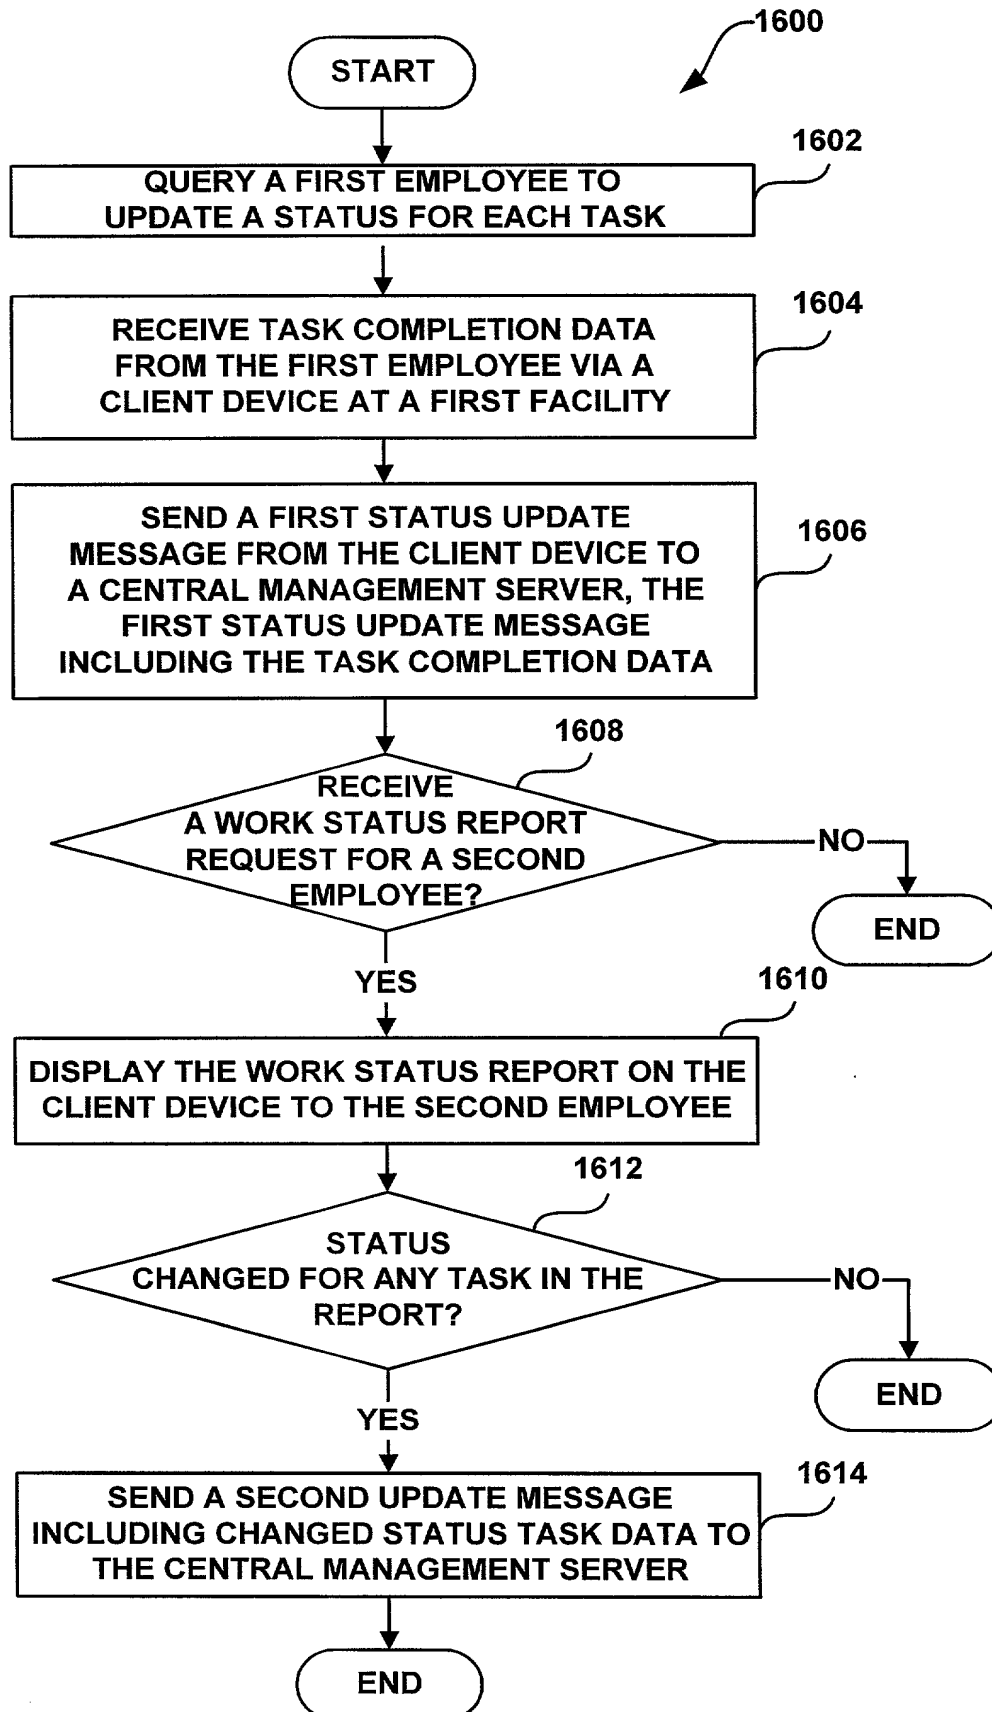 1600
START
1602
QUERY A FIRST EMPLOYEE TO
UPDATE A STATUS FOR EACH TASK
1604
RECEIVE TASK COMPLETION DATA
FROM THE FIRST EMPLOYEE VIA A
CLIENT DEVICE AT A FIRST FACILITY
1606
SEND A FIRST STATUS UPDATE
MESSAGE FROM THE CLIENT DEVICE TO
A CENTRAL MANAGEMENT SERVER, THE
FIRST STATUS UPDATE MESSAGE
INCLUDING THE TASK COMPLETION DATA
1608
RECEIVE
A WORK STATUS REPORT
REQUEST FOR A SECOND
EMPLOYEE?
NO
END
YES
1610
DISPLAY THE WORK STATUS REPORT ON THE
CLIENT DEVICE TO THE SECOND EMPLOYEE
1612
STATUS
CHANGED FOR ANY TASK IN THE
REPORT?
NO
END
YES
1614
SEND A SECOND UPDATE MESSAGE
INCLUDING CHANGED STATUS TASK DATA TO
THE CENTRAL MANAGEMENT SERVER
END